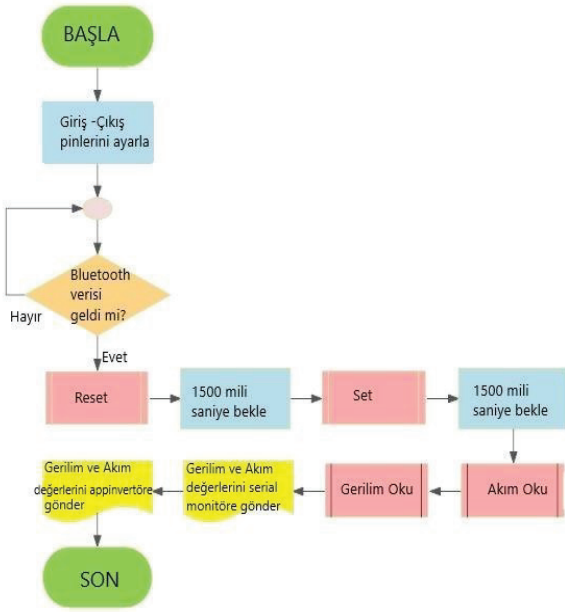 BAŞLA
Giriş -Çıkış
pinlerini ayarla
Bluetooth
verisi
geldi mi?
Hayır
Evet
Reset
1500 mili
saniye bekle
Set
1500 mili
saniye bekle
Akım Oku
Gerilim Oku
Gerilim ve Akım
değerlerini serial
monitöre gönder
Gerilim ve Akım
değerlerini appinvertöre
gönder
SON